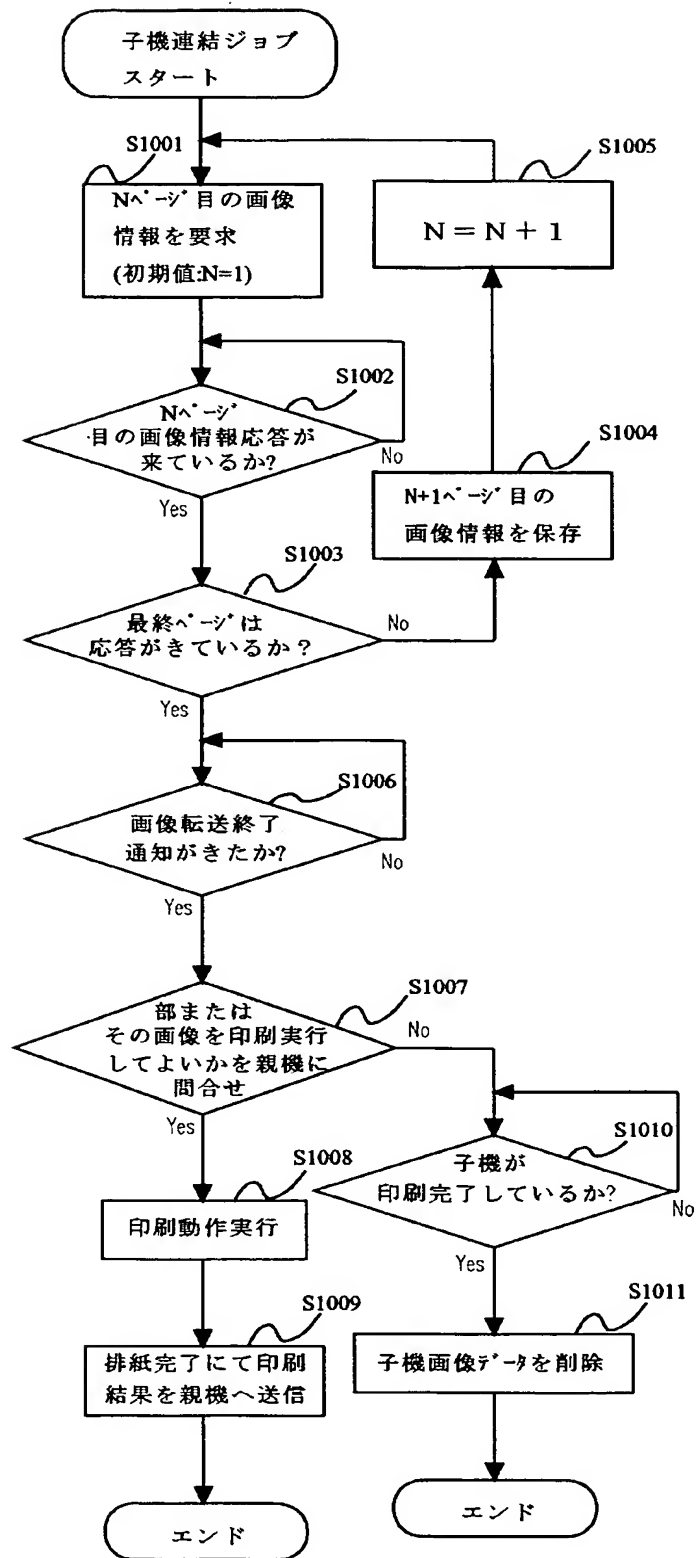 子機連結ジョブ
スタート
S1001
S1005
Nページ目の画像
情報を要求
(初期値:N=1)
N=N+1
S1002
Nページ
目の画像情報応答が
来ているか?
No
Yes
S1004
N+1ページ目の
画像情報を保存
S1003
最終ページは
応答がきているか?
No
Yes
S1006
画像転送終了
通知がきたか?
No
Yes
S1007
部または
その画像を印刷実行
してよいかを親機に
問合せ
No
Yes
S1010
子機が
印刷完了しているか?
No
Yes
S1008
印刷動作実行
S1009
排紙完了にて印刷
結果を親機へ送信
S1011
子機画像データを削除
エンド
エンド